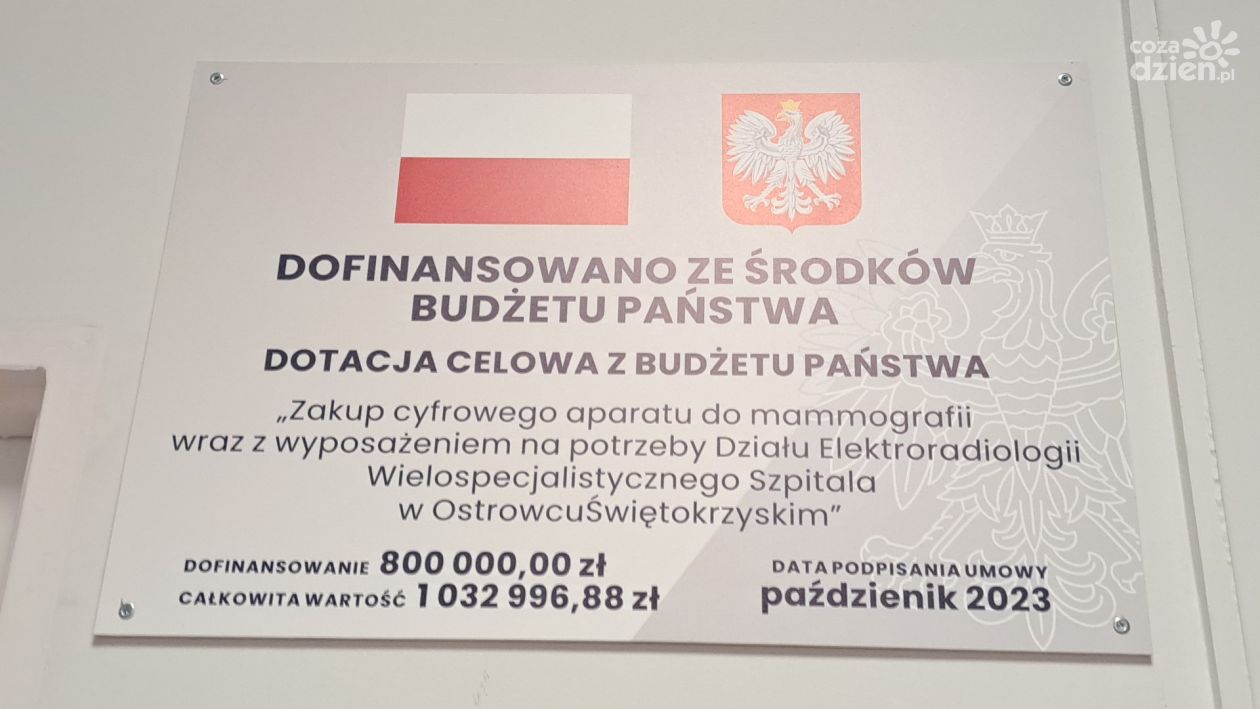 coza
dzien.pl
DOFINANSOWANO ZE ŚRODKÓW
BUDŻETU PAŃSTWA
DOTACJA CELOWA Z BUDŻETU PAŃSTWA
„Zakup cyfrowego aparatu do mammografii
wraz z wyposażeniem na potrzeby Działu Elektroradiologii
Wielospecjalistycznego Szpitala
w OstrowcuŚwiętokrzyskim”
DOFINANSOWANIE 800 000,00 zł
CAŁKOWITA WARTOŚĆ 1 032 996,88 zł
DATA PODPISANIA UMOWY
październik 2023